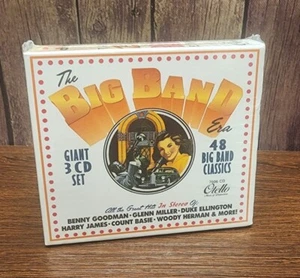 The
BIG BAND
Era
GIANT
3 CD
SET
48
BIG BAND
CLASSICS
All the Great Hits In Stereo Of:
BENNY GOODMAN · GLENN MILLER · DUKE ELLINGTON
HARRY JAMES · COUNT BASIE · WOODY HERMAN & MORE!